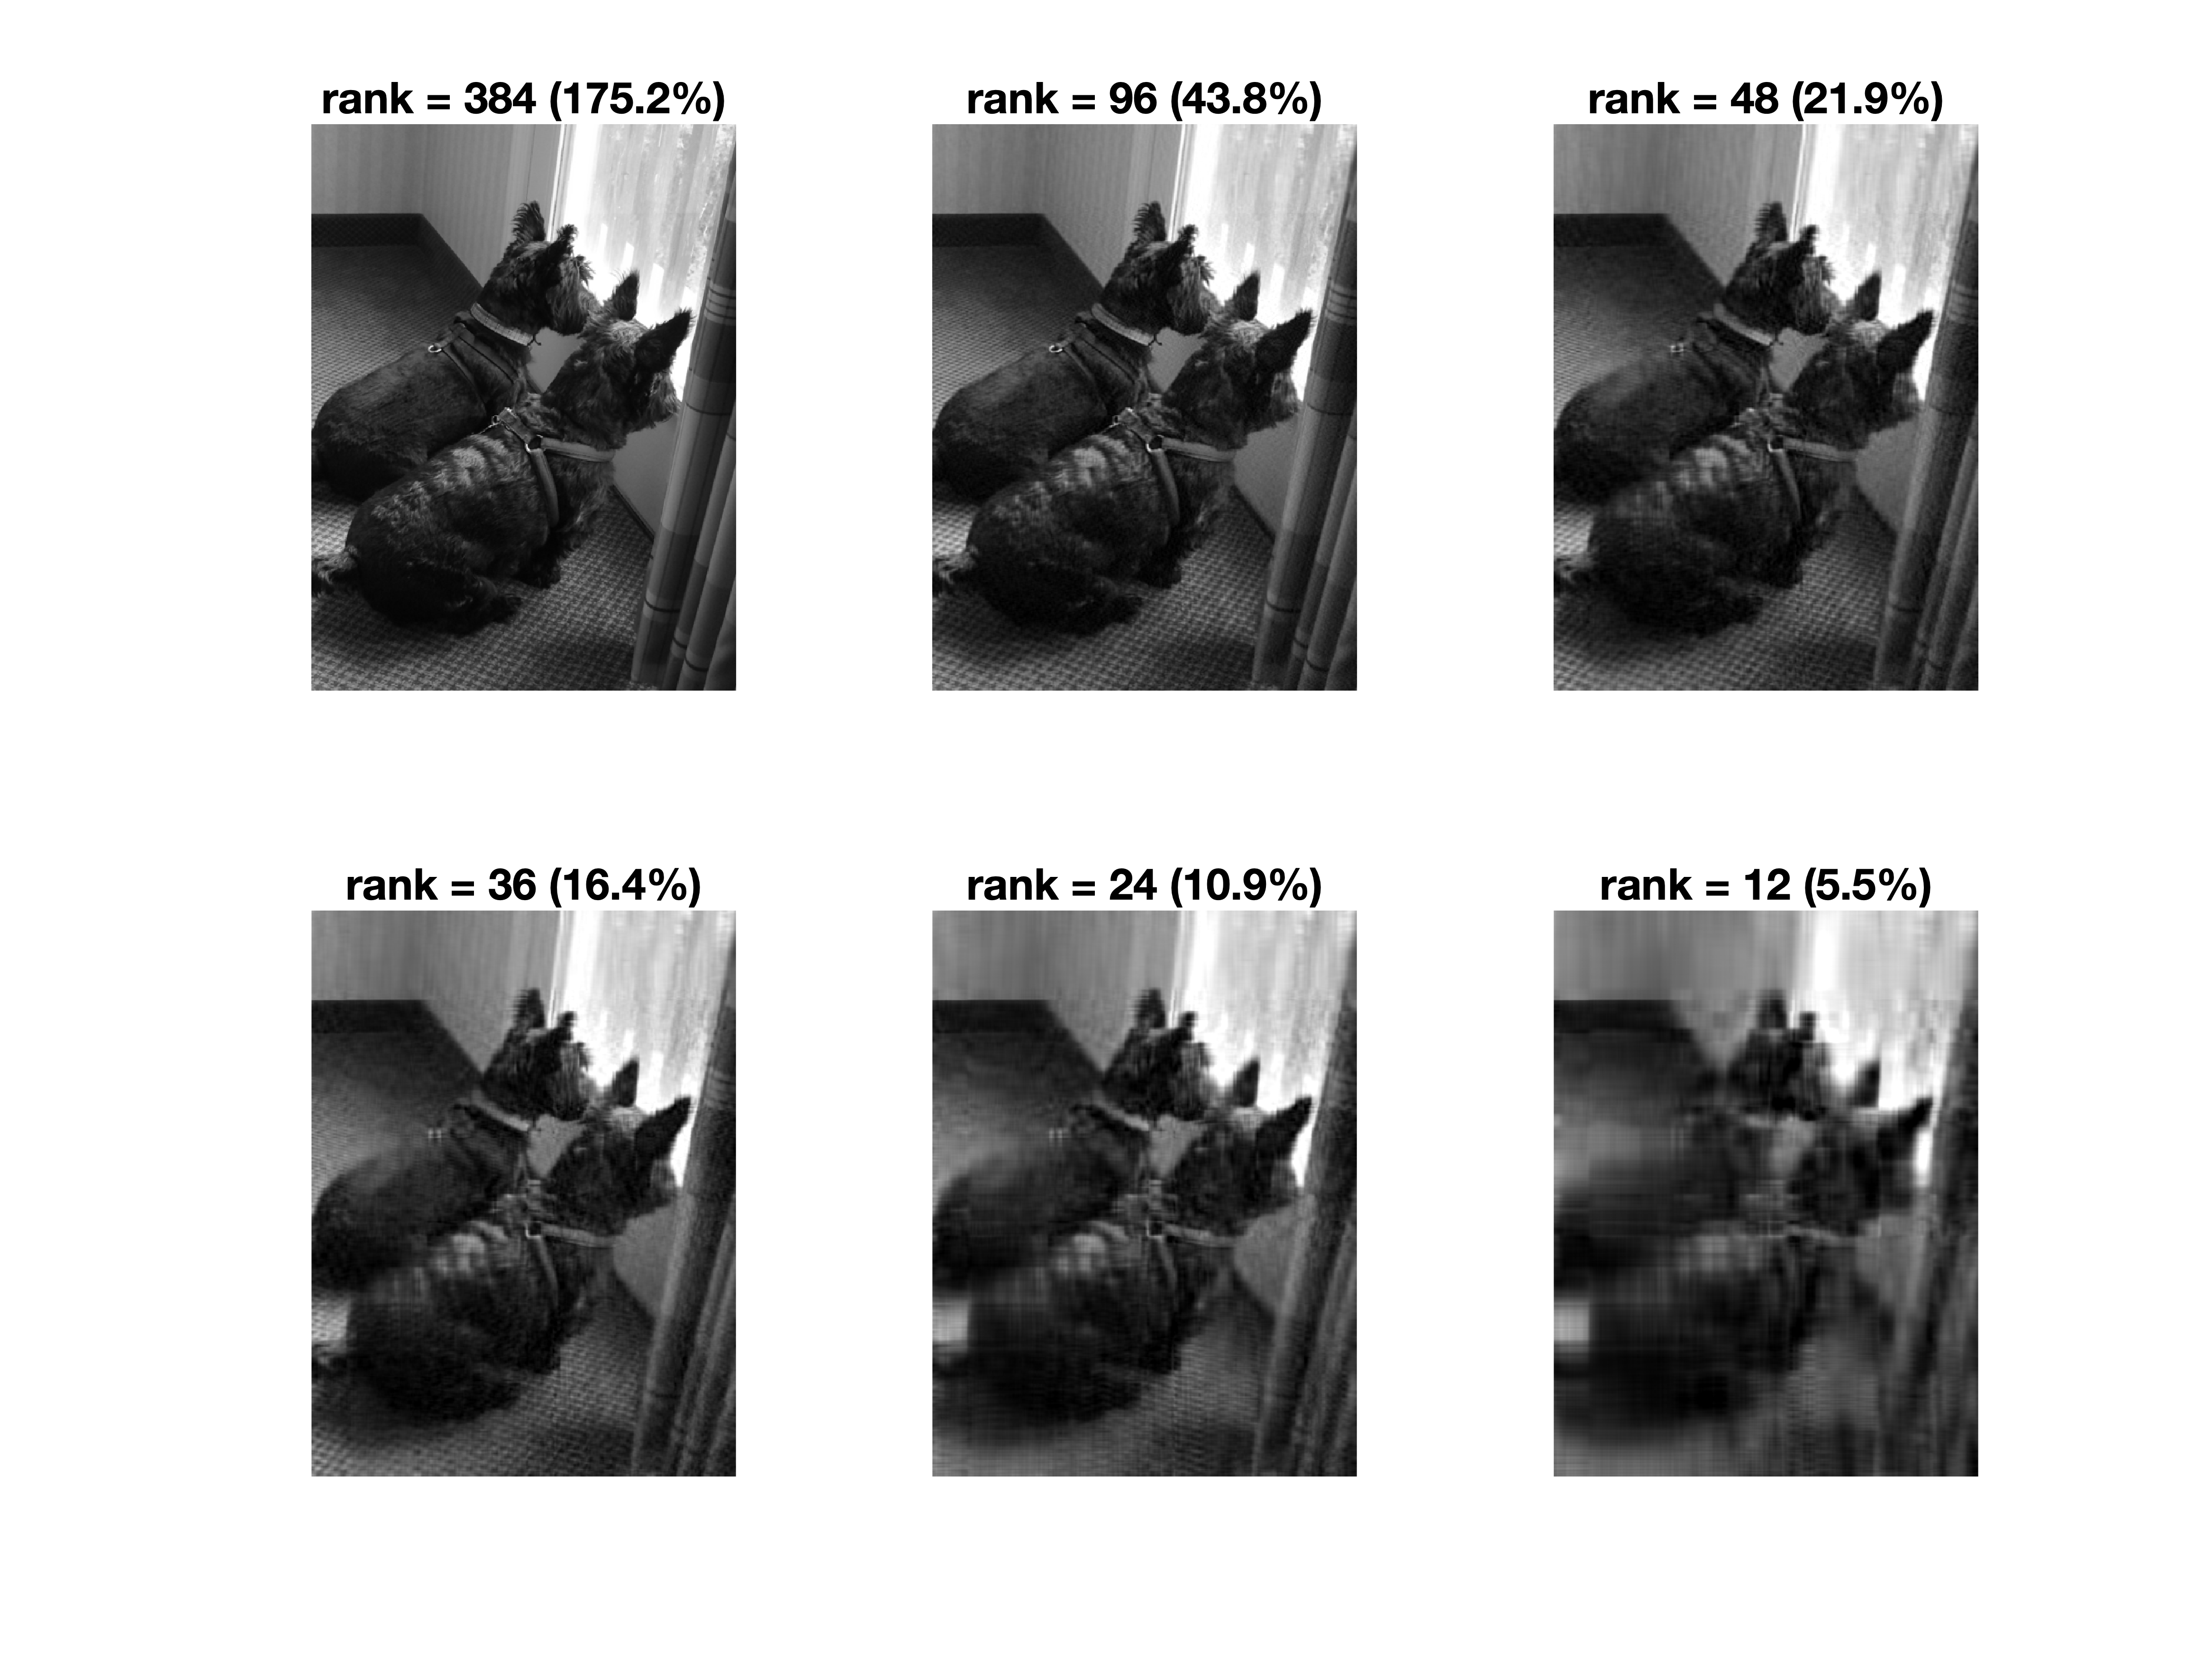 rank = 384 (175.2%)
rank = 96 (43.8%)
rank = 48 (21.9%)
rank = 36 (16.4%)
rank = 24 (10.9%)
rank = 12 (5.5%)